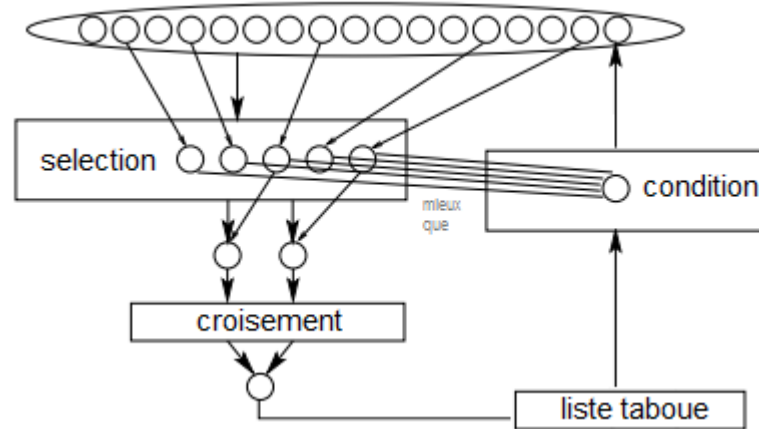 selection
condition
mieux
que
croisement
liste taboue